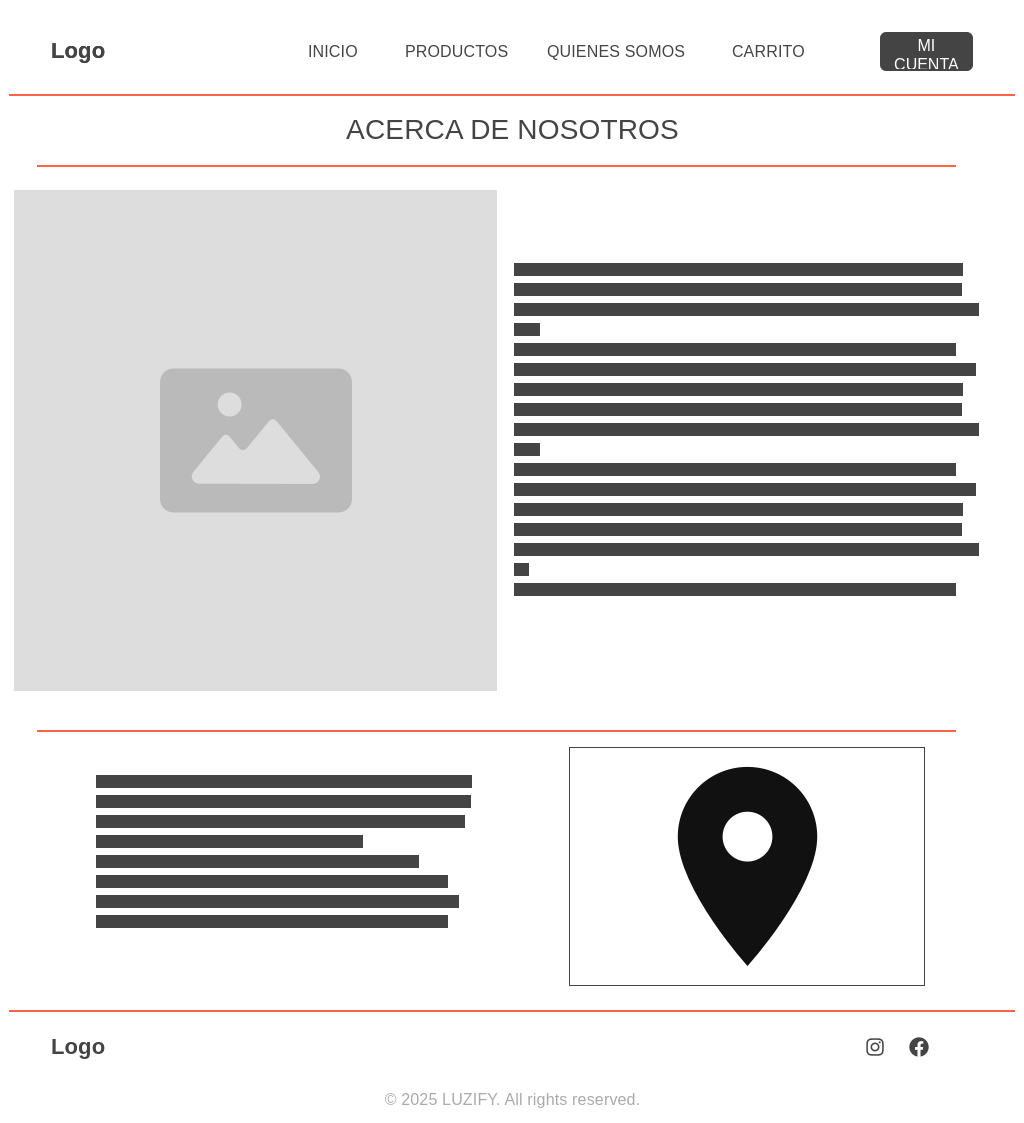 Logo
INICIO
PRODUCTOS
QUIENES SOMOS
CARRITO
MI
CUENTA
ACERCA DE NOSOTROS
Logo
© 2025 LUZIFY. All rights reserved.